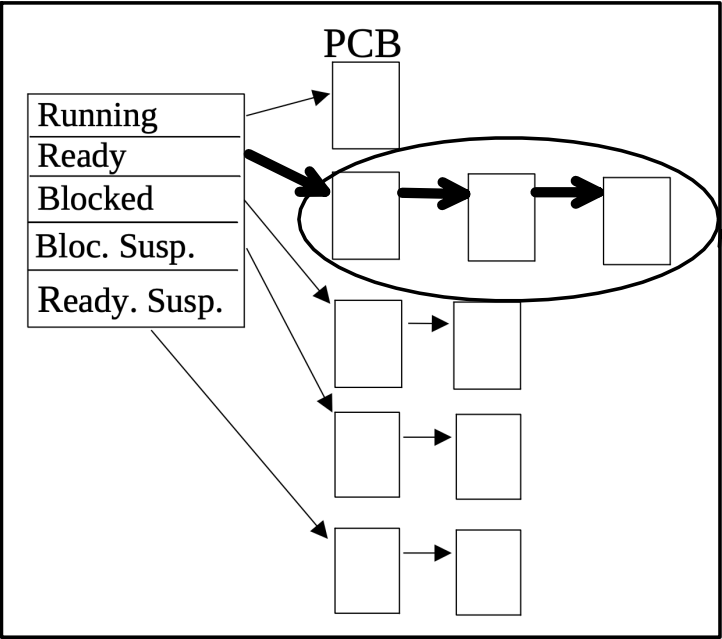 PCB
Running
Ready
Blocked
Bloc. Susp.
Ready. Susp.